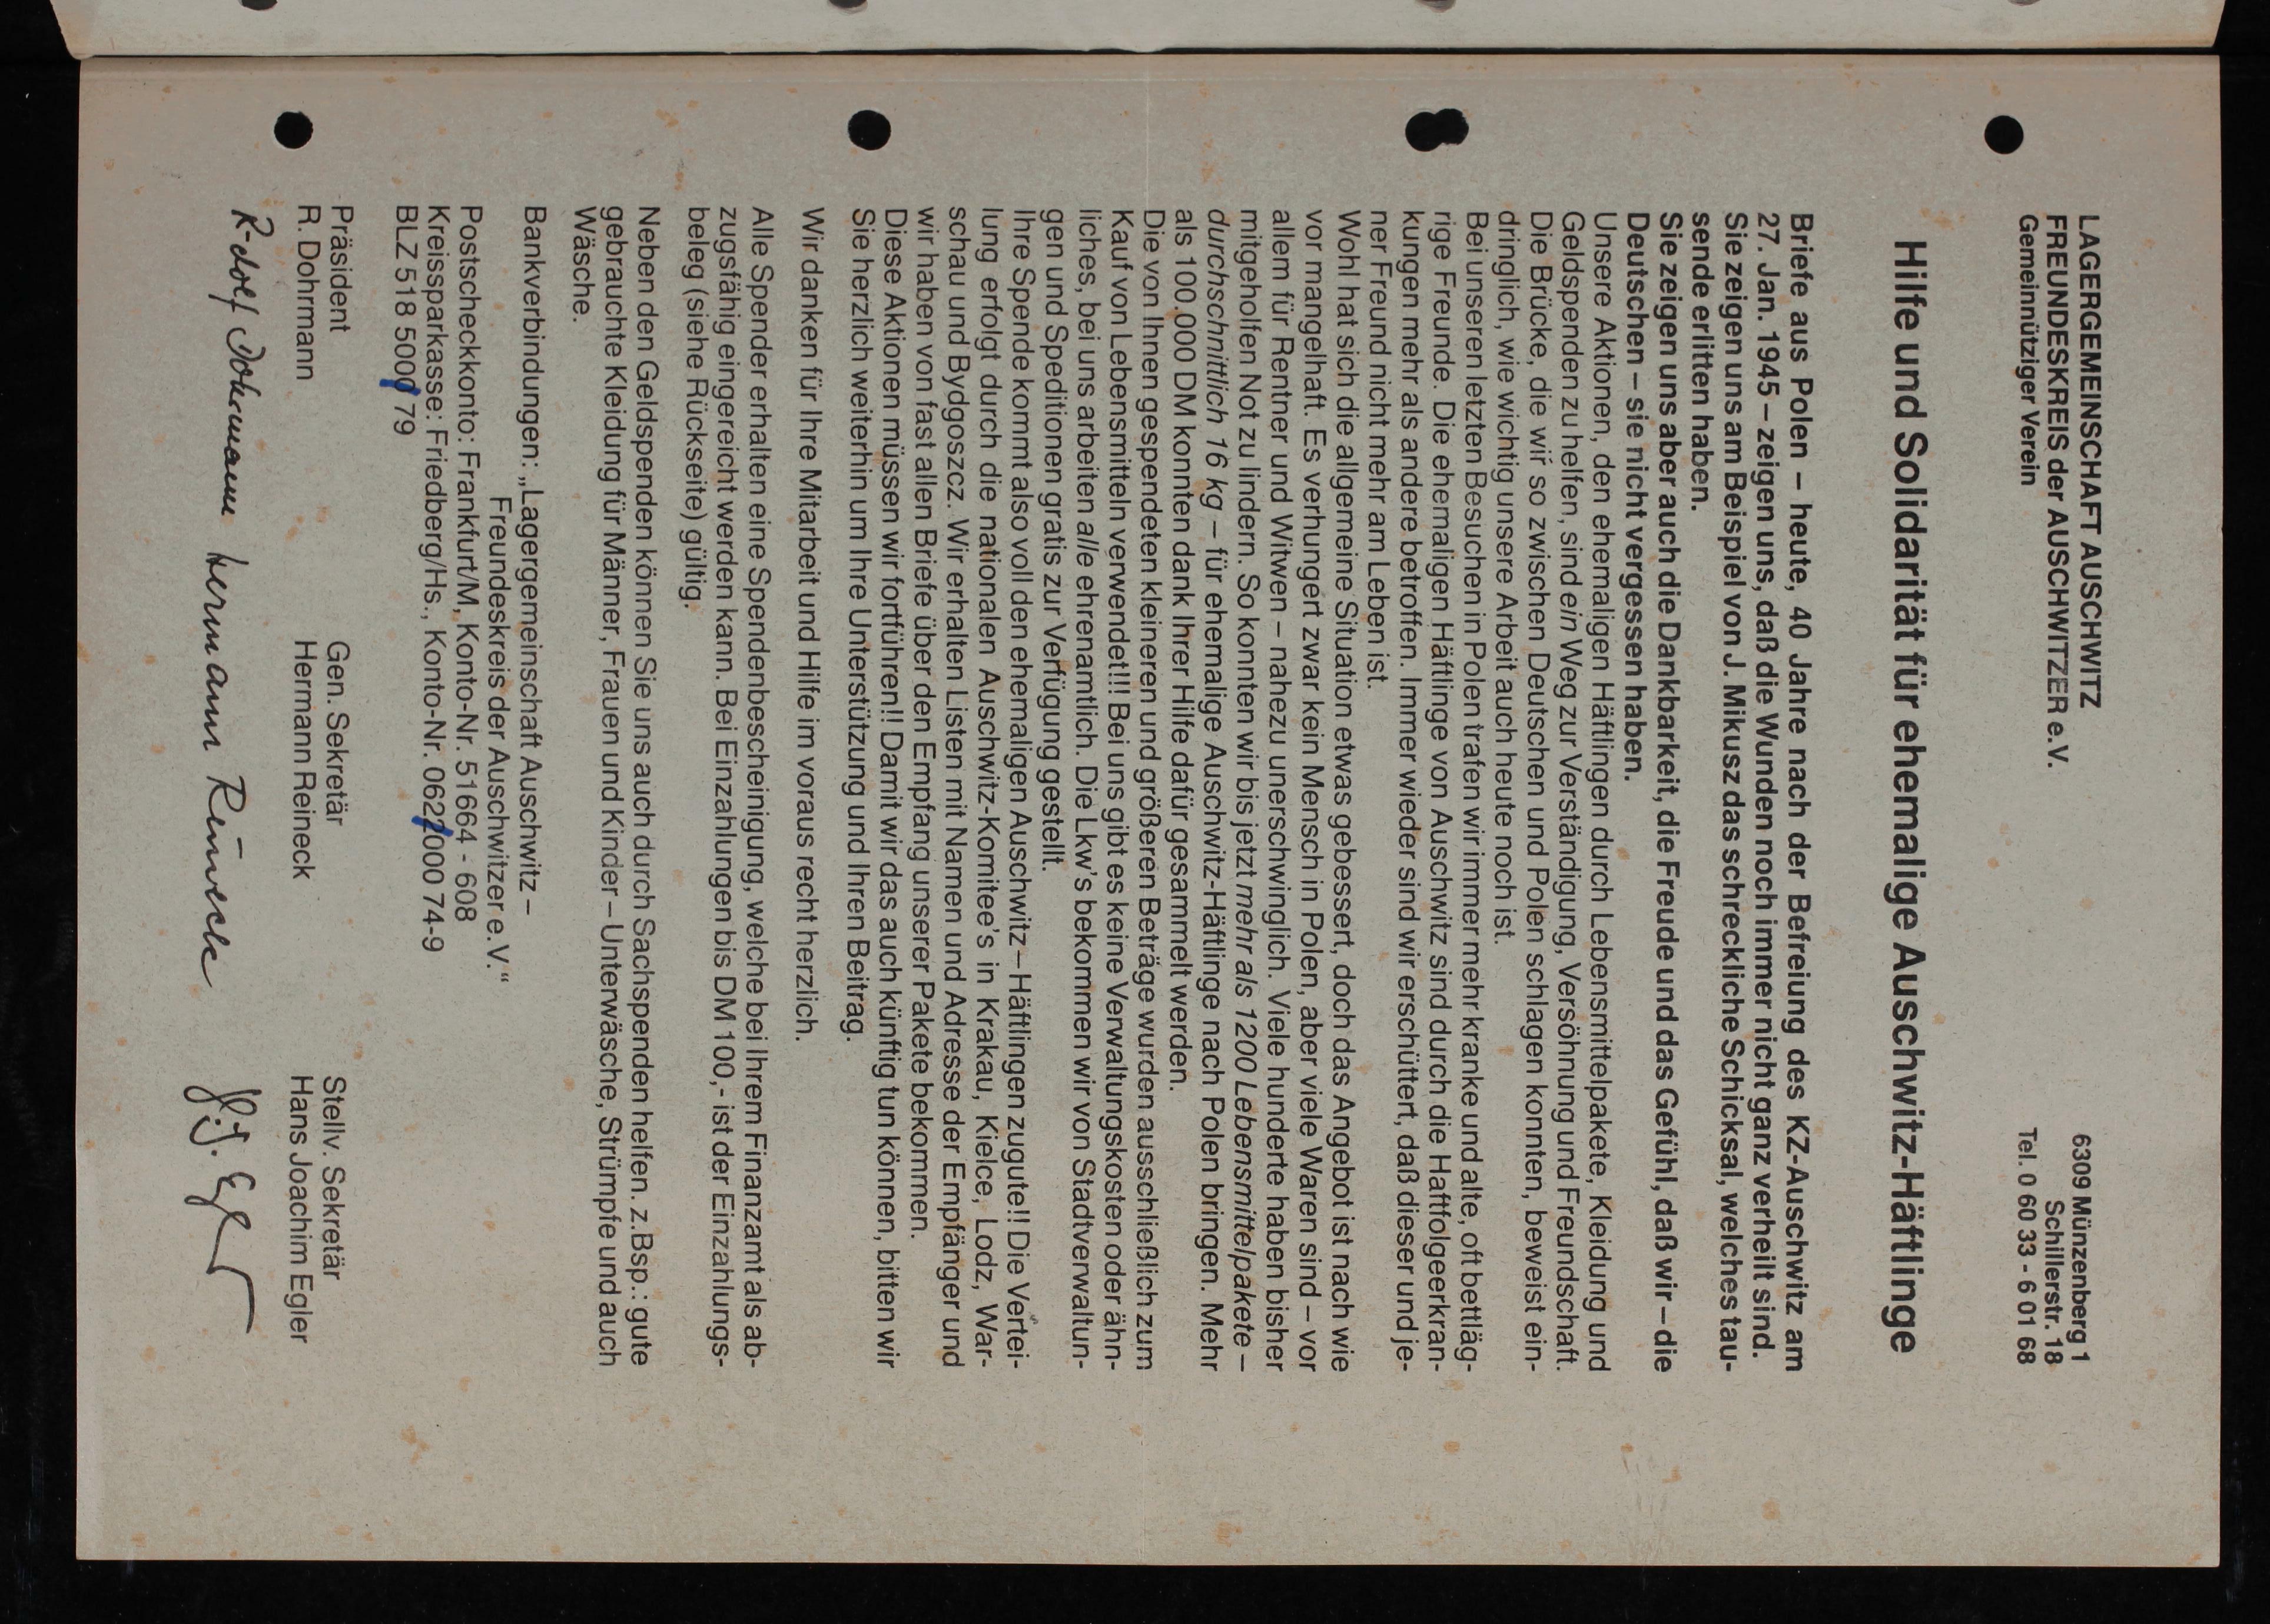 LAGERGEMEINSCHAFT AUSCHWITZ
FREUNDESKREIS der AUSCHWITZER e.V.
Gemeinnütziger Verein
6309 Münzenberg 1
Schillerstr. 18
Tel. 0 60 33 - 6 01 68
Hilfe und Solidarität für ehemalige Auschwitz-Häftlinge
Briefe aus Polen – heute, 40 Jahre nach der Befreiung des KZ-Auschwitz am
27. Jan. 1945 – zeigen uns, daß die Wunden noch immer nicht ganz verheilt sind.
Sie zeigen uns am Beispiel von J. Mikusz das schreckliche Schicksal, welches tau-
sende erlitten haben.
Sie zeigen uns aber auch die Dankbarkeit, die Freude und das Gefühl, daß wir – die
Deutschen – sie nicht vergessen haben.
Unsere Aktionen, den ehemaligen Häftlingen durch Lebensmittelpakete, Kleidung und
Geldspenden zu helfen, sind ein Weg zur Verständigung, Versöhnung und Freundschaft.
Die Brücke, die wir so zwischen Deutschen und Polen schlagen konnten, beweist ein-
dringlich, wie wichtig unsere Arbeit auch heute noch ist.
Bei unseren letzten Besuchen in Polen trafen wir immer mehr kranke und alte, oft bettläg-
rige Freunde. Die ehemaligen Häftlinge von Auschwitz sind durch die Haftfolgeerkran-
kungen mehr als andere betroffen. Immer wieder sind wir erschüttert, daß dieser und je-
ner Freund nicht mehr am Leben ist.
Wohl hat sich die allgemeine Situation etwas gebessert, doch das Angebot ist nach wie
vor mangelhaft. Es verhungert zwar kein Mensch in Polen, aber viele Waren sind – vor
allem für Rentner und Witwen – nahezu unerschwinglich. Viele hunderte haben bisher
mitgeholfen Not zu lindern. So konnten wir bis jetzt mehr als 1200 Lebensmittelpakete –
durchschnittlich 16 kg – für ehemalige Auschwitz-Häftlinge nach Polen bringen. Mehr
als 100.000 DM konnten dank Ihrer Hilfe dafür gesammelt werden.
Die von Ihnen gespendeten kleineren und größeren Beträge wurden ausschließlich zum
Kauf von Lebensmitteln verwendet!!! Bei uns gibt es keine Verwaltungskosten oder ähn-
liches, bei uns arbeiten alle ehrenamtlich. Die Lkw's bekommen wir von Stadtverwaltun-
gen und Speditionen gratis zur Verfügung gestellt.
Ihre Spende kommt also voll den ehemaligen Auschwitz – Häftlingen zugute!! Die Vertei-
lung erfolgt durch die nationalen Auschwitz-Komitee's in Krakau, Kielce, Lodz, War-
schau und Bydgoszcz. Wir erhalten Listen mit Namen und Adresse der Empfänger und
wir haben von fast allen Briefe über den Empfang unserer Pakete bekommen.
Diese Aktionen müssen wir fortführen!! Damit wir das auch künftig tun können, bitten wir
Sie herzlich weiterhin um Ihre Unterstützung und Ihren Beitrag.
Wir danken für Ihre Mitarbeit und Hilfe im voraus recht herzlich.
Alle Spender erhalten eine Spendenbescheinigung, welche bei Ihrem Finanzamt als ab-
zugsfähig eingereicht werden kann. Bei Einzahlungen bis DM 100,- ist der Einzahlungs-
beleg (siehe Rückseite) gültig.
Neben den Geldspenden können Sie uns auch durch Sachspenden helfen. z.Bsp.: gute
gebrauchte Kleidung für Männer, Frauen und Kinder – Unterwäsche, Strümpfe und auch
Wäsche.
Bankverbindungen: „Lagergemeinschaft Auschwitz –
Freundeskreis der Auschwitzer e.V."
Postscheckkonto: Frankfurt/M, Konto-Nr. 51664 - 608
Kreissparkasse: Friedberg/Hs., Konto-Nr. 0622000 74-9
BLZ 518 5000 79
Präsident
R. Dohrmann
Gen. Sekretär
Hermann Reineck
Stellv. Sekretär
Hans Joachim Egler
Rudolf Dohrmann Hermann Reineck H.J. Egler